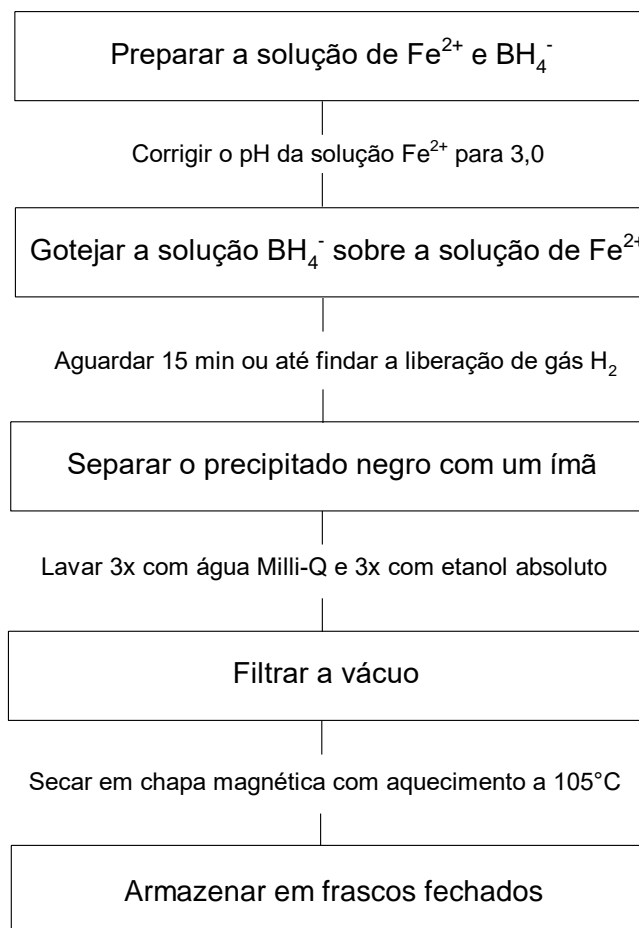 Preparar a solução de Fe²⁺ e BH₄⁻
Corrigir o pH da solução Fe²⁺ para 3,0
Gotejar a solução BH₄⁻ sobre a solução de Fe²⁺
Aguardar 15 min ou até findar a liberação de gás H₂
Separar o precipitado negro com um ímã
Lavar 3x com água Milli-Q e 3x com etanol absoluto
Filtrar a vácuo
Secar em chapa magnética com aquecimento a 105°C
Armazenar em frascos fechados